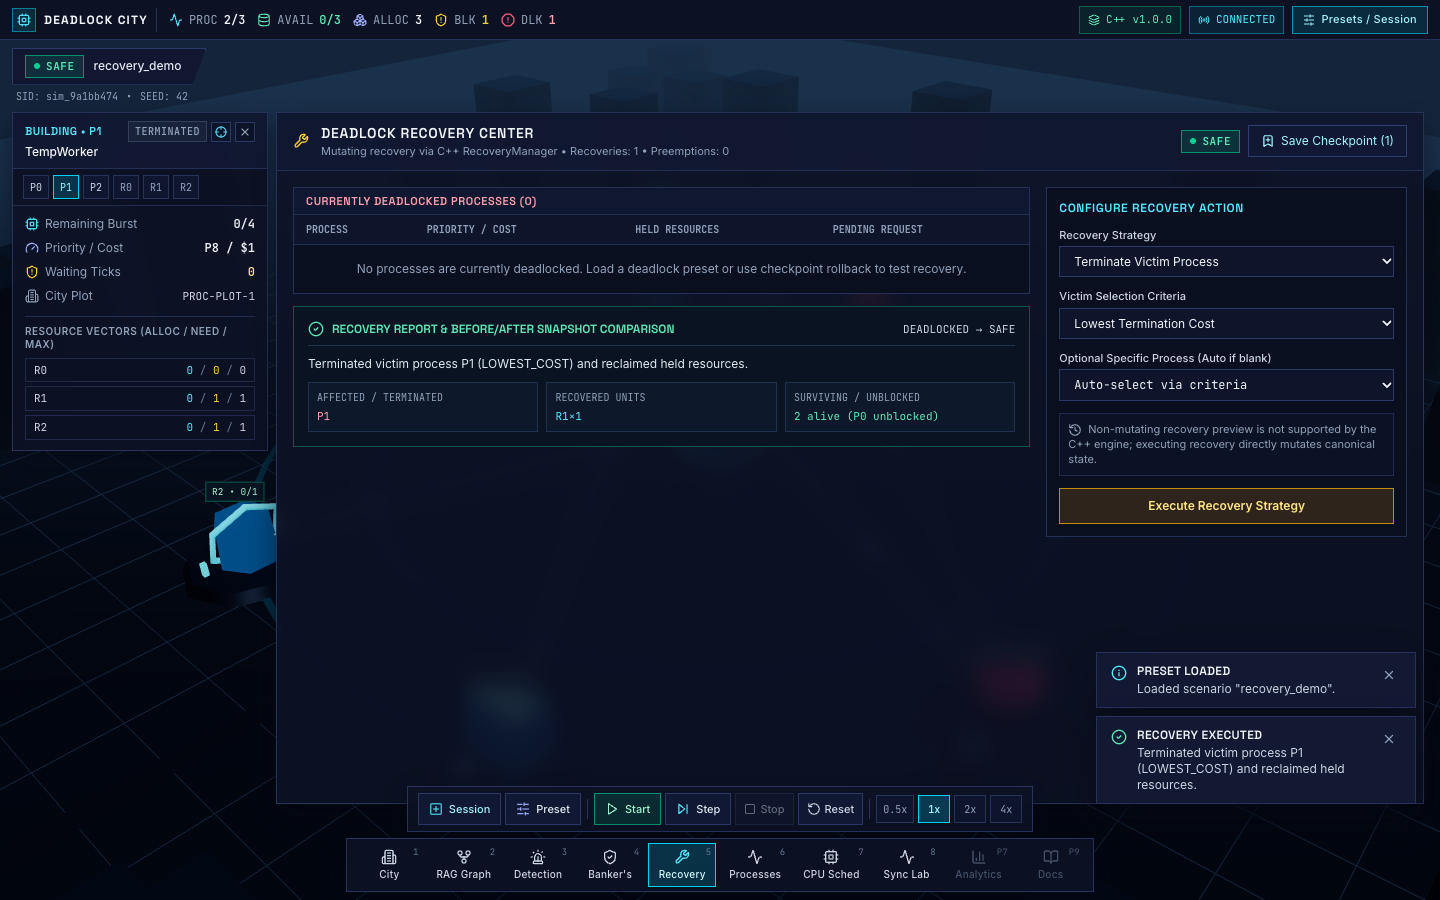 DEADLOCK CITY PROC 2/3 AVAIL 0/3 ALLOC 3 BLK 1 DLK 1 C++ v1.0.0 CONNECTED Presets / Session
SAFE recovery_demo
SID: sim_9a1bb474 • SEED: 42
BUILDING • P1 TERMINATED
TempWorker
P0 P1 P2 R0 R1 R2
Remaining Burst 0/4
Priority / Cost P8 / $1
Waiting Ticks 0
City Plot PROC-PLOT-1
RESOURCE VECTORS (ALLOC / NEED /
MAX)
R0 0 / 0 / 0
R1 0 / 1 / 1
R2 0 / 1 / 1
R2 • 0/1
DEADLOCK RECOVERY CENTER
Mutating recovery via C++ RecoveryManager • Recoveries: 1 • Preemptions: 0
SAFE Save Checkpoint (1)
CURRENTLY DEADLOCKED PROCESSES (0)
PROCESS PRIORITY / COST HELD RESOURCES PENDING REQUEST
No processes are currently deadlocked. Load a deadlock preset or use checkpoint rollback to test recovery.
RECOVERY REPORT & BEFORE/AFTER SNAPSHOT COMPARISON DEADLOCKED → SAFE
Terminated victim process P1 (LOWEST_COST) and reclaimed held resources.
AFFECTED / TERMINATED
P1
RECOVERED UNITS
R1×1
SURVIVING / UNBLOCKED
2 alive (P0 unblocked)
CONFIGURE RECOVERY ACTION
Recovery Strategy
Terminate Victim Process
Victim Selection Criteria
Lowest Termination Cost
Optional Specific Process (Auto if blank)
Auto-select via criteria
Non-mutating recovery preview is not supported by the
C++ engine; executing recovery directly mutates canonical
state.
Execute Recovery Strategy
PRESET LOADED
Loaded scenario "recovery_demo".
RECOVERY EXECUTED
Terminated victim process P1
(LOWEST_COST) and reclaimed held
resources.
Session Preset Start Step Stop Reset 0.5x 1x 2x 4x
City 1 RAG Graph 2 Detection 3 Banker's 4 Recovery 5 Processes 6 CPU Sched 7 Sync Lab 8 Analytics P7 Docs P9